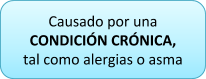 Causado por una
CONDICIÓN CRÓNICA,
tal como alergias o asma